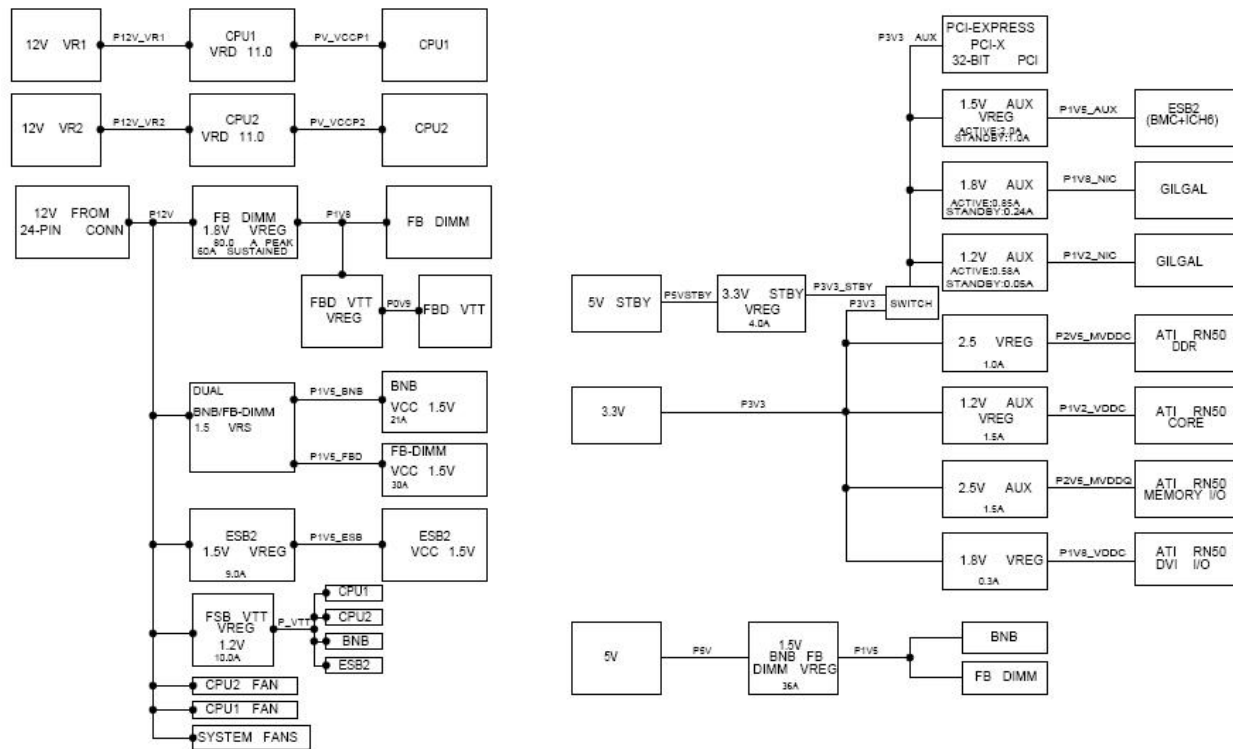 12V VR1
P12V_VR1
CPU1
VRD 11.0
PV_VCCP1
CPU1
12V VR2
P12V_VR2
CPU2
VRD 11.0
PV_VCCP2
CPU2
12V FROM
24-PIN CONN
P12V
FB DIMM
1.8V VREG
80.0 A PEAK
60A SUSTAINED
P1V8
FB DIMM
FBD VTT
VREG
P0V9
FBD VTT
DUAL
BNB/FB-DIMM
1.5 VRS
P1V5_BNB
BNB
VCC 1.5V
21A
P1V5_FBD
FB-DIMM
VCC 1.5V
30A
ESB2
1.5V VREG
9.0A
P1V5_ESB
ESB2
VCC 1.5V
FSB VTT
VREG
1.2V
10.0A
P_VTT
CPU1
CPU2
BNB
ESB2
CPU2 FAN
CPU1 FAN
SYSTEM FANS
P3V3 AUX
PCI-EXPRESS
PCI-X
32-BIT PCI
1.5V AUX
VREG
ACTIVE:2.0A
STANDBY:1.0A
P1V5_AUX
ESB2
(BMC+ICH6)
1.8V AUX
ACTIVE:0.85A
STANDBY:0.24A
P1V8_NIC
GILGAL
1.2V AUX
ACTIVE:0.58A
STANDBY:0.05A
P1V2_NIC
GILGAL
5V STBY
P5VSTBY
3.3V STBY
VREG
4.0A
P3V3_STBY
P3V3
SWITCH
2.5 VREG
1.0A
P2V5_MVDDC
ATI RN50
DDR
3.3V
P3V3
1.2V AUX
VREG
1.5A
P1V2_VDDC
ATI RN50
CORE
2.5V AUX
1.5A
P2V5_MVDDQ
ATI RN50
MEMORY I/O
1.8V VREG
0.3A
P1V8_VDDC
ATI RN50
DVI I/O
5V
P5V
1.5V
BNB FB
DIMM VREG
36A
P1V5
BNB
FB DIMM